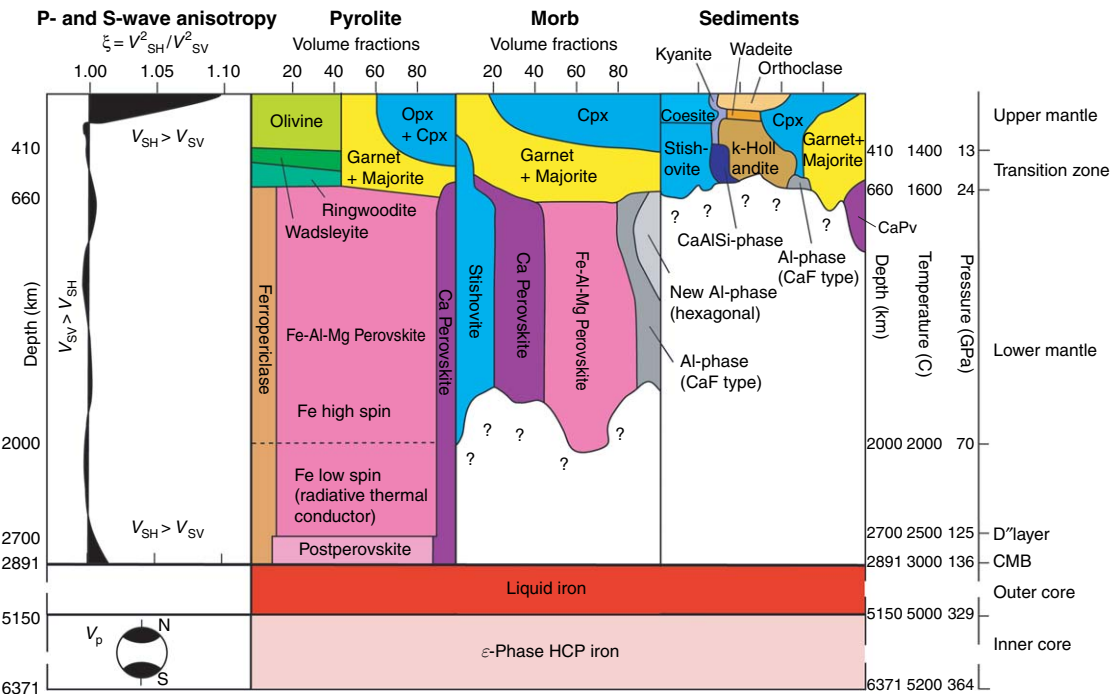 P- and S-wave anisotropy
ξ = V²SH/V²SV
1.00 1.05 1.10
Pyrolite
Volume fractions
20 40 60 80
Morb
Volume fractions
20 40 60 80
Sediments
Kyanite
Wadeite
Orthoclase
Depth (km)
410
660
2000
2700
2891
5150
6371
VSH > VSV
VSV > VSH
VSH > VSV
Vp
N
S
Olivine
Opx
+ Cpx
Garnet
+ Majorite
Ringwoodite
Wadsleyite
Ferropericlase
Fe-Al-Mg Perovskite
Ca Perovskite
Fe high spin
Fe low spin
(radiative thermal
conductor)
Postperovskite
Cpx
Garnet
+ Majorite
Stishovite
Ca Perovskite
Fe-Al-Mg Perovskite
New Al-phase
(hexagonal)
Al-phase
(CaF type)
? ? ?
? ?
Coesite
Stish-
ovite
k-Holl
andite
Cpx
Garnet+
Majorite
? ? ? ? ?
CaAlSi-phase
Al-phase
(CaF type)
CaPv
Liquid iron
ε-Phase HCP iron
410 1400 13
660 1600 24
Depth (km)
Temperature (C)
Pressure (GPa)
2000 2000 70
2700 2500 125
2891 3000 136
5150 5000 329
6371 5200 364
Upper mantle
Transition zone
Lower mantle
D″layer
CMB
Outer core
Inner core